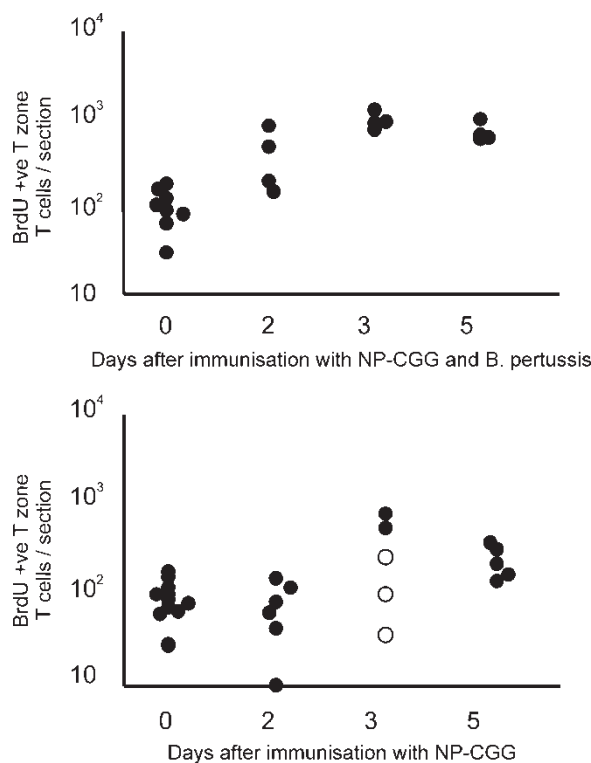 10⁴
10³
10²
10
BrdU +ve T zone
T cells / section
0 2 3 5
Days after immunisation with NP-CGG and B. pertussis
10⁴
10³
10²
10
BrdU +ve T zone
T cells / section
0 2 3 5
Days after immunisation with NP-CGG